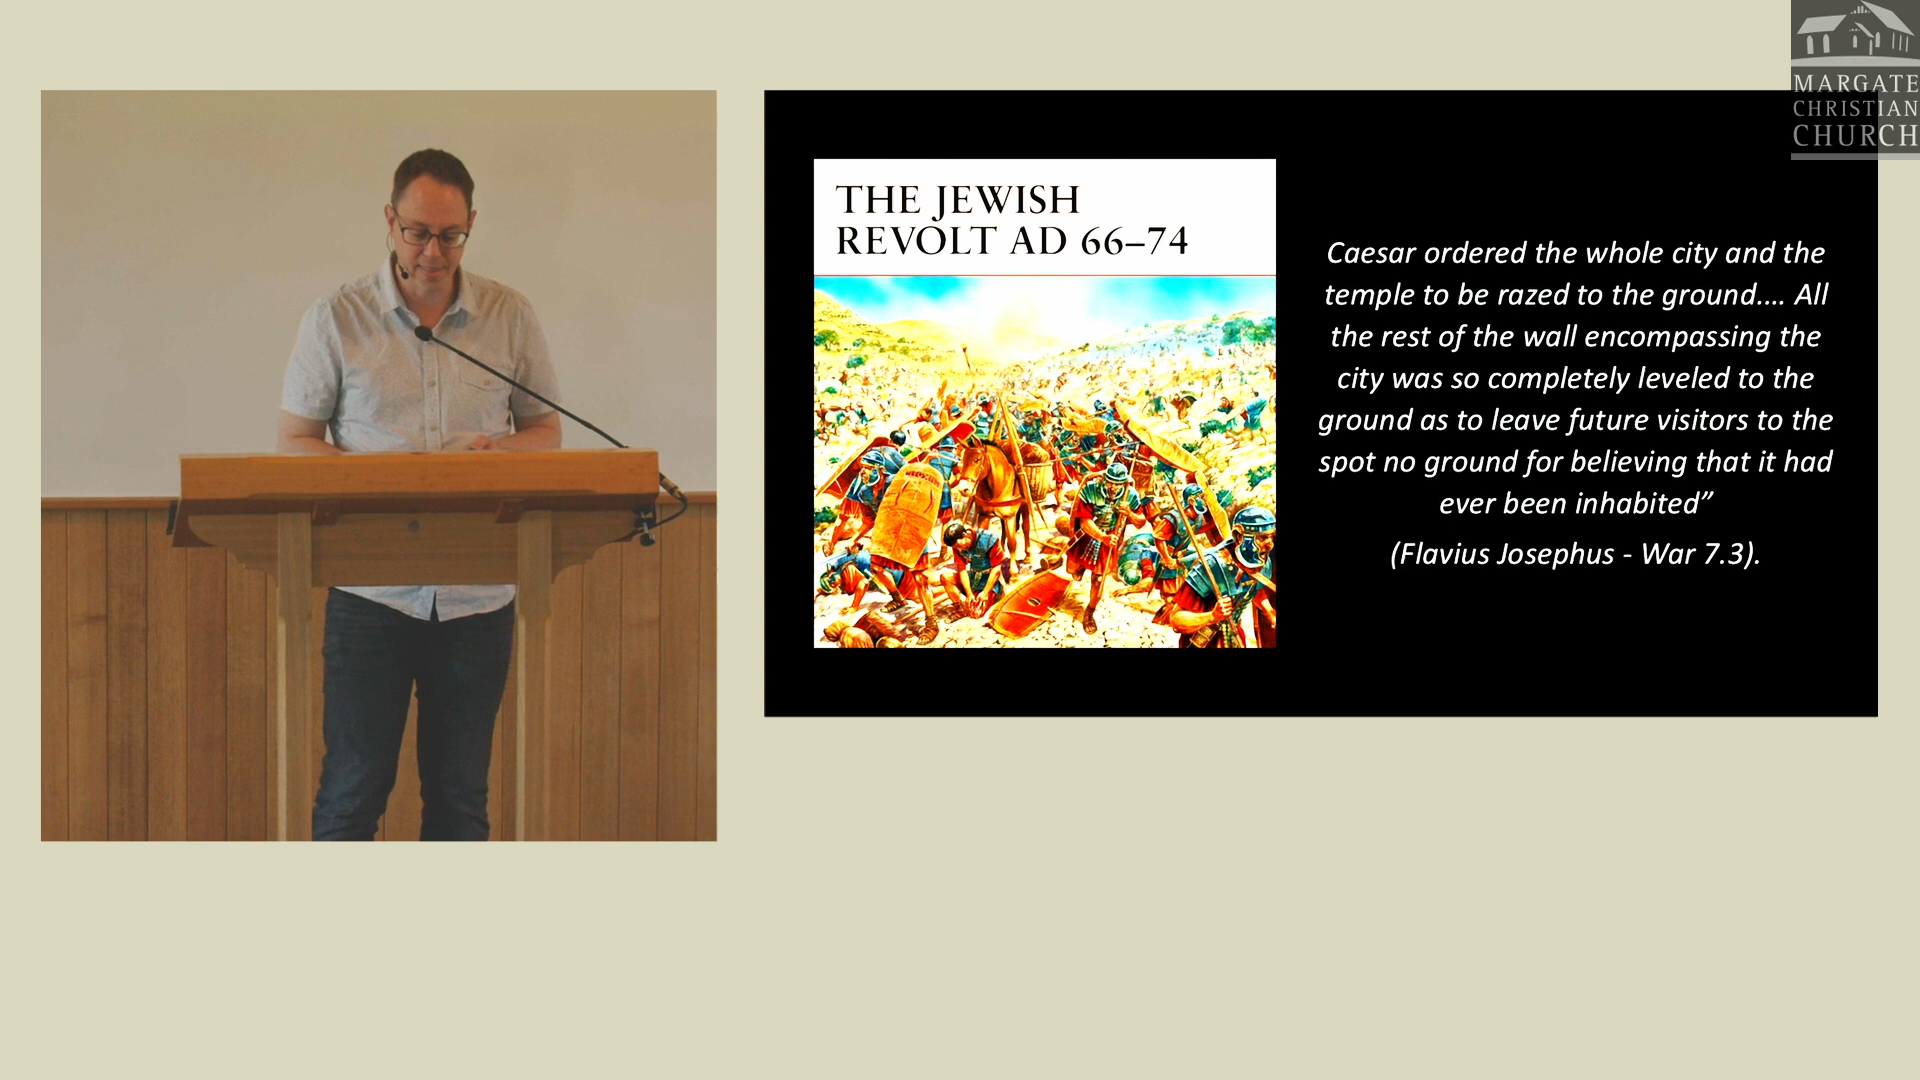 MARGATE
CHRISTIAN
CHURCH
THE JEWISH
REVOLT AD 66–74
Caesar ordered the whole city and the
temple to be razed to the ground.... All
the rest of the wall encompassing the
city was so completely leveled to the
ground as to leave future visitors to the
spot no ground for believing that it had
ever been inhabited”
(Flavius Josephus - War 7.3).